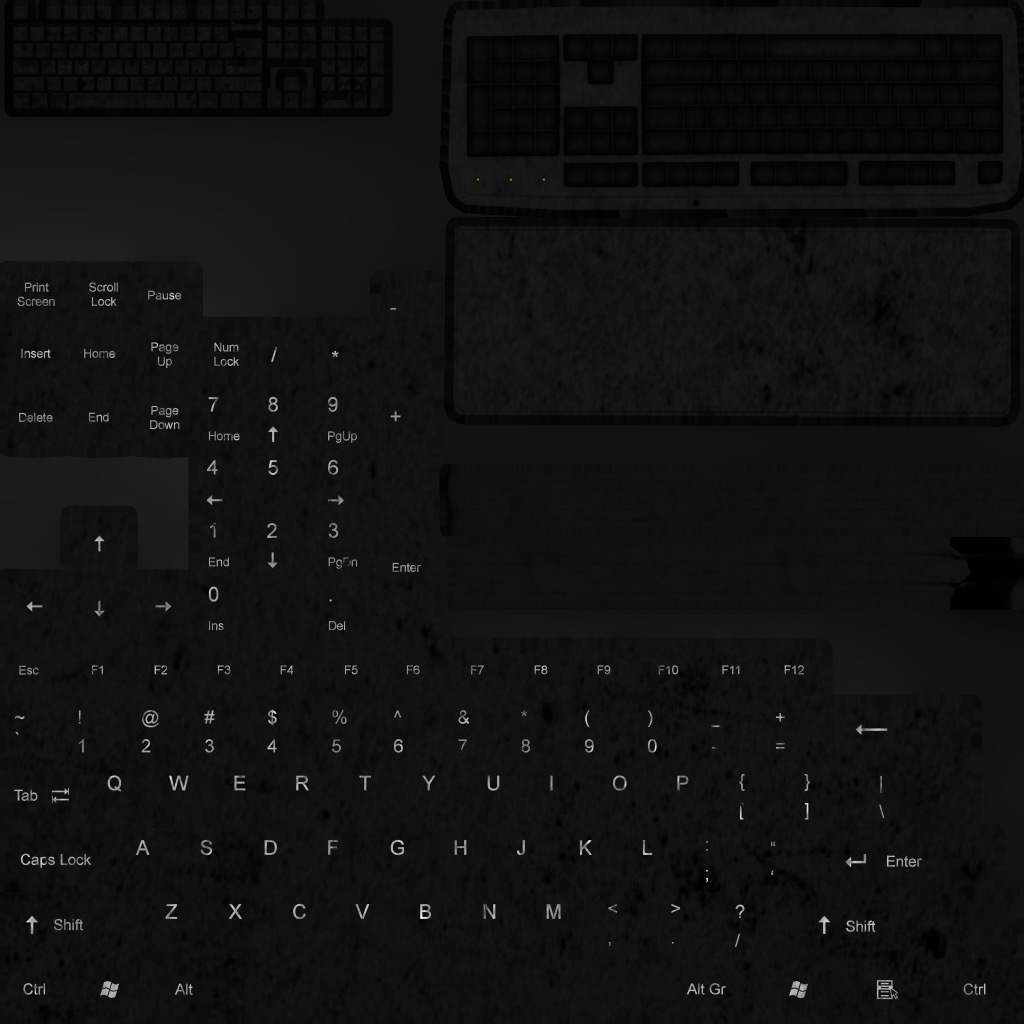 Print Screen
Scroll Lock
Pause
-
Insert
Home
Page Up
Num Lock
/
*
Delete
End
Page Down
7 8 9
+
Home ↑ PgUp
4 5 6
← →
1 2 3
End ↓ PgDn
Enter
↑
0 .
← ↓ →
Ins Del
Esc F1 F2 F3 F4 F5 F6 F7 F8 F9 F10 F11 F12
~ ! @ # $ % ^ & * ( ) _ + ←
` 1 2 3 4 5 6 7 8 9 0 - =
Q W E R T Y U I O P { } |
Tab [ ] \
A S D F G H J K L : "
Caps Lock ; ' Enter
Z X C V B N M < > ?
↑ Shift , . / ↑ Shift
Ctrl Alt Alt Gr Ctrl